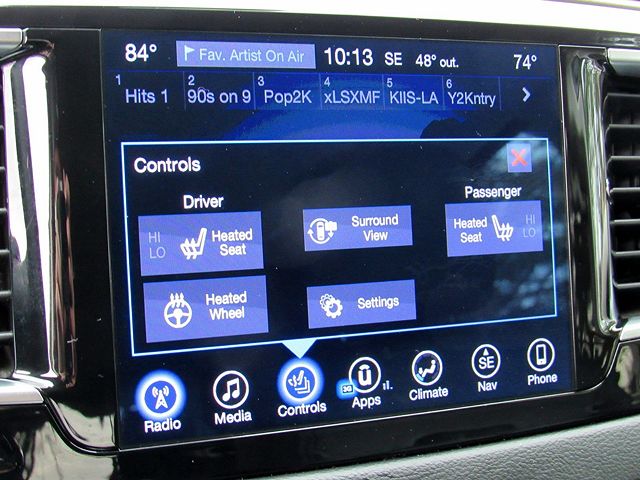 84° Fav. Artist On Air 10:13 SE 48° out. 74°
1 Hits 1 2 90s on 9 3 Pop2K 4 xLSXMF 5 KIIS-LA 6 Y2Kntry
Controls
Driver
Passenger
HI LO
Heated Seat
Surround View
Heated Seat
HI LO
Heated Wheel
Settings
Radio Media Controls 3G Apps Climate SE Nav Phone